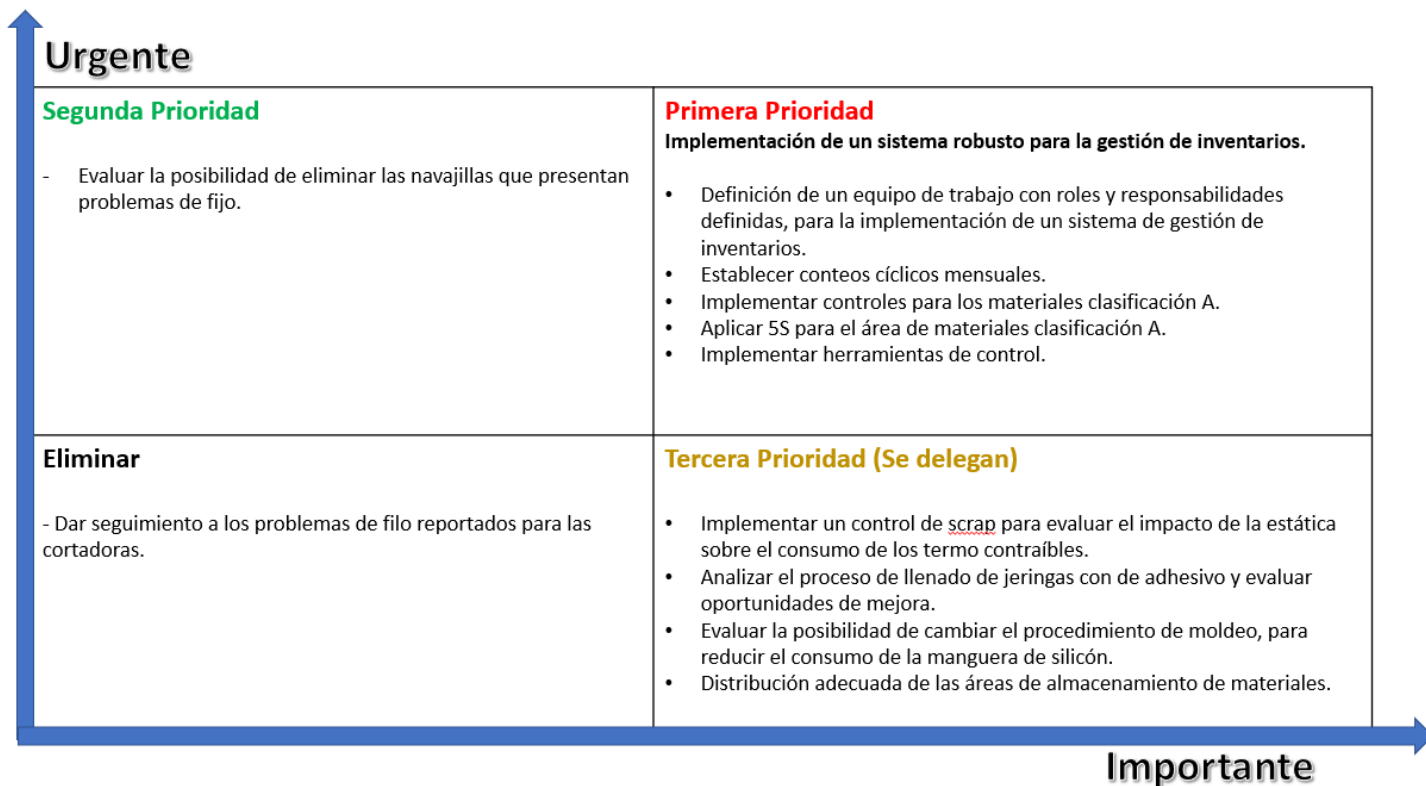 Urgente
Segunda Prioridad
- Evaluar la posibilidad de eliminar las navajillas que presentan
problemas de fijo.
Primera Prioridad
Implementación de un sistema robusto para la gestión de inventarios.
• Definición de un equipo de trabajo con roles y responsabilidades
definidas, para la implementación de un sistema de gestión de
inventarios.
• Establecer conteos cíclicos mensuales.
• Implementar controles para los materiales clasificación A.
• Aplicar 5S para el área de materiales clasificación A.
• Implementar herramientas de control.
Eliminar
- Dar seguimiento a los problemas de filo reportados para las
cortadoras.
Tercera Prioridad (Se delegan)
• Implementar un control de scrap para evaluar el impacto de la estática
sobre el consumo de los termo contraíbles.
• Analizar el proceso de llenado de jeringas con de adhesivo y evaluar
oportunidades de mejora.
• Evaluar la posibilidad de cambiar el procedimiento de moldeo, para
reducir el consumo de la manguera de silicón.
• Distribución adecuada de las áreas de almacenamiento de materiales.
Importante